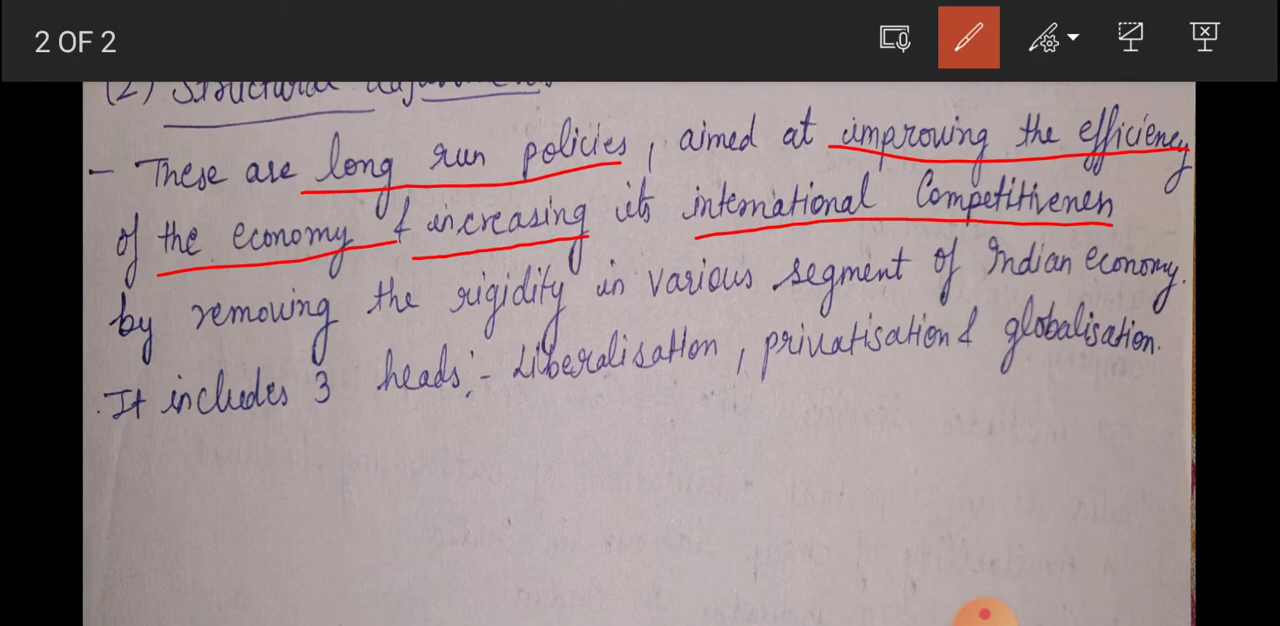 2 OF 2
(2) Structural
- These are long run policies, aimed at improving the efficiency
of the economy & increasing its international Competitiveness
by removing the rigidity in various segment of Indian economy.
. It includes 3 heads:- Liberalisation, privatisation & globalisation.